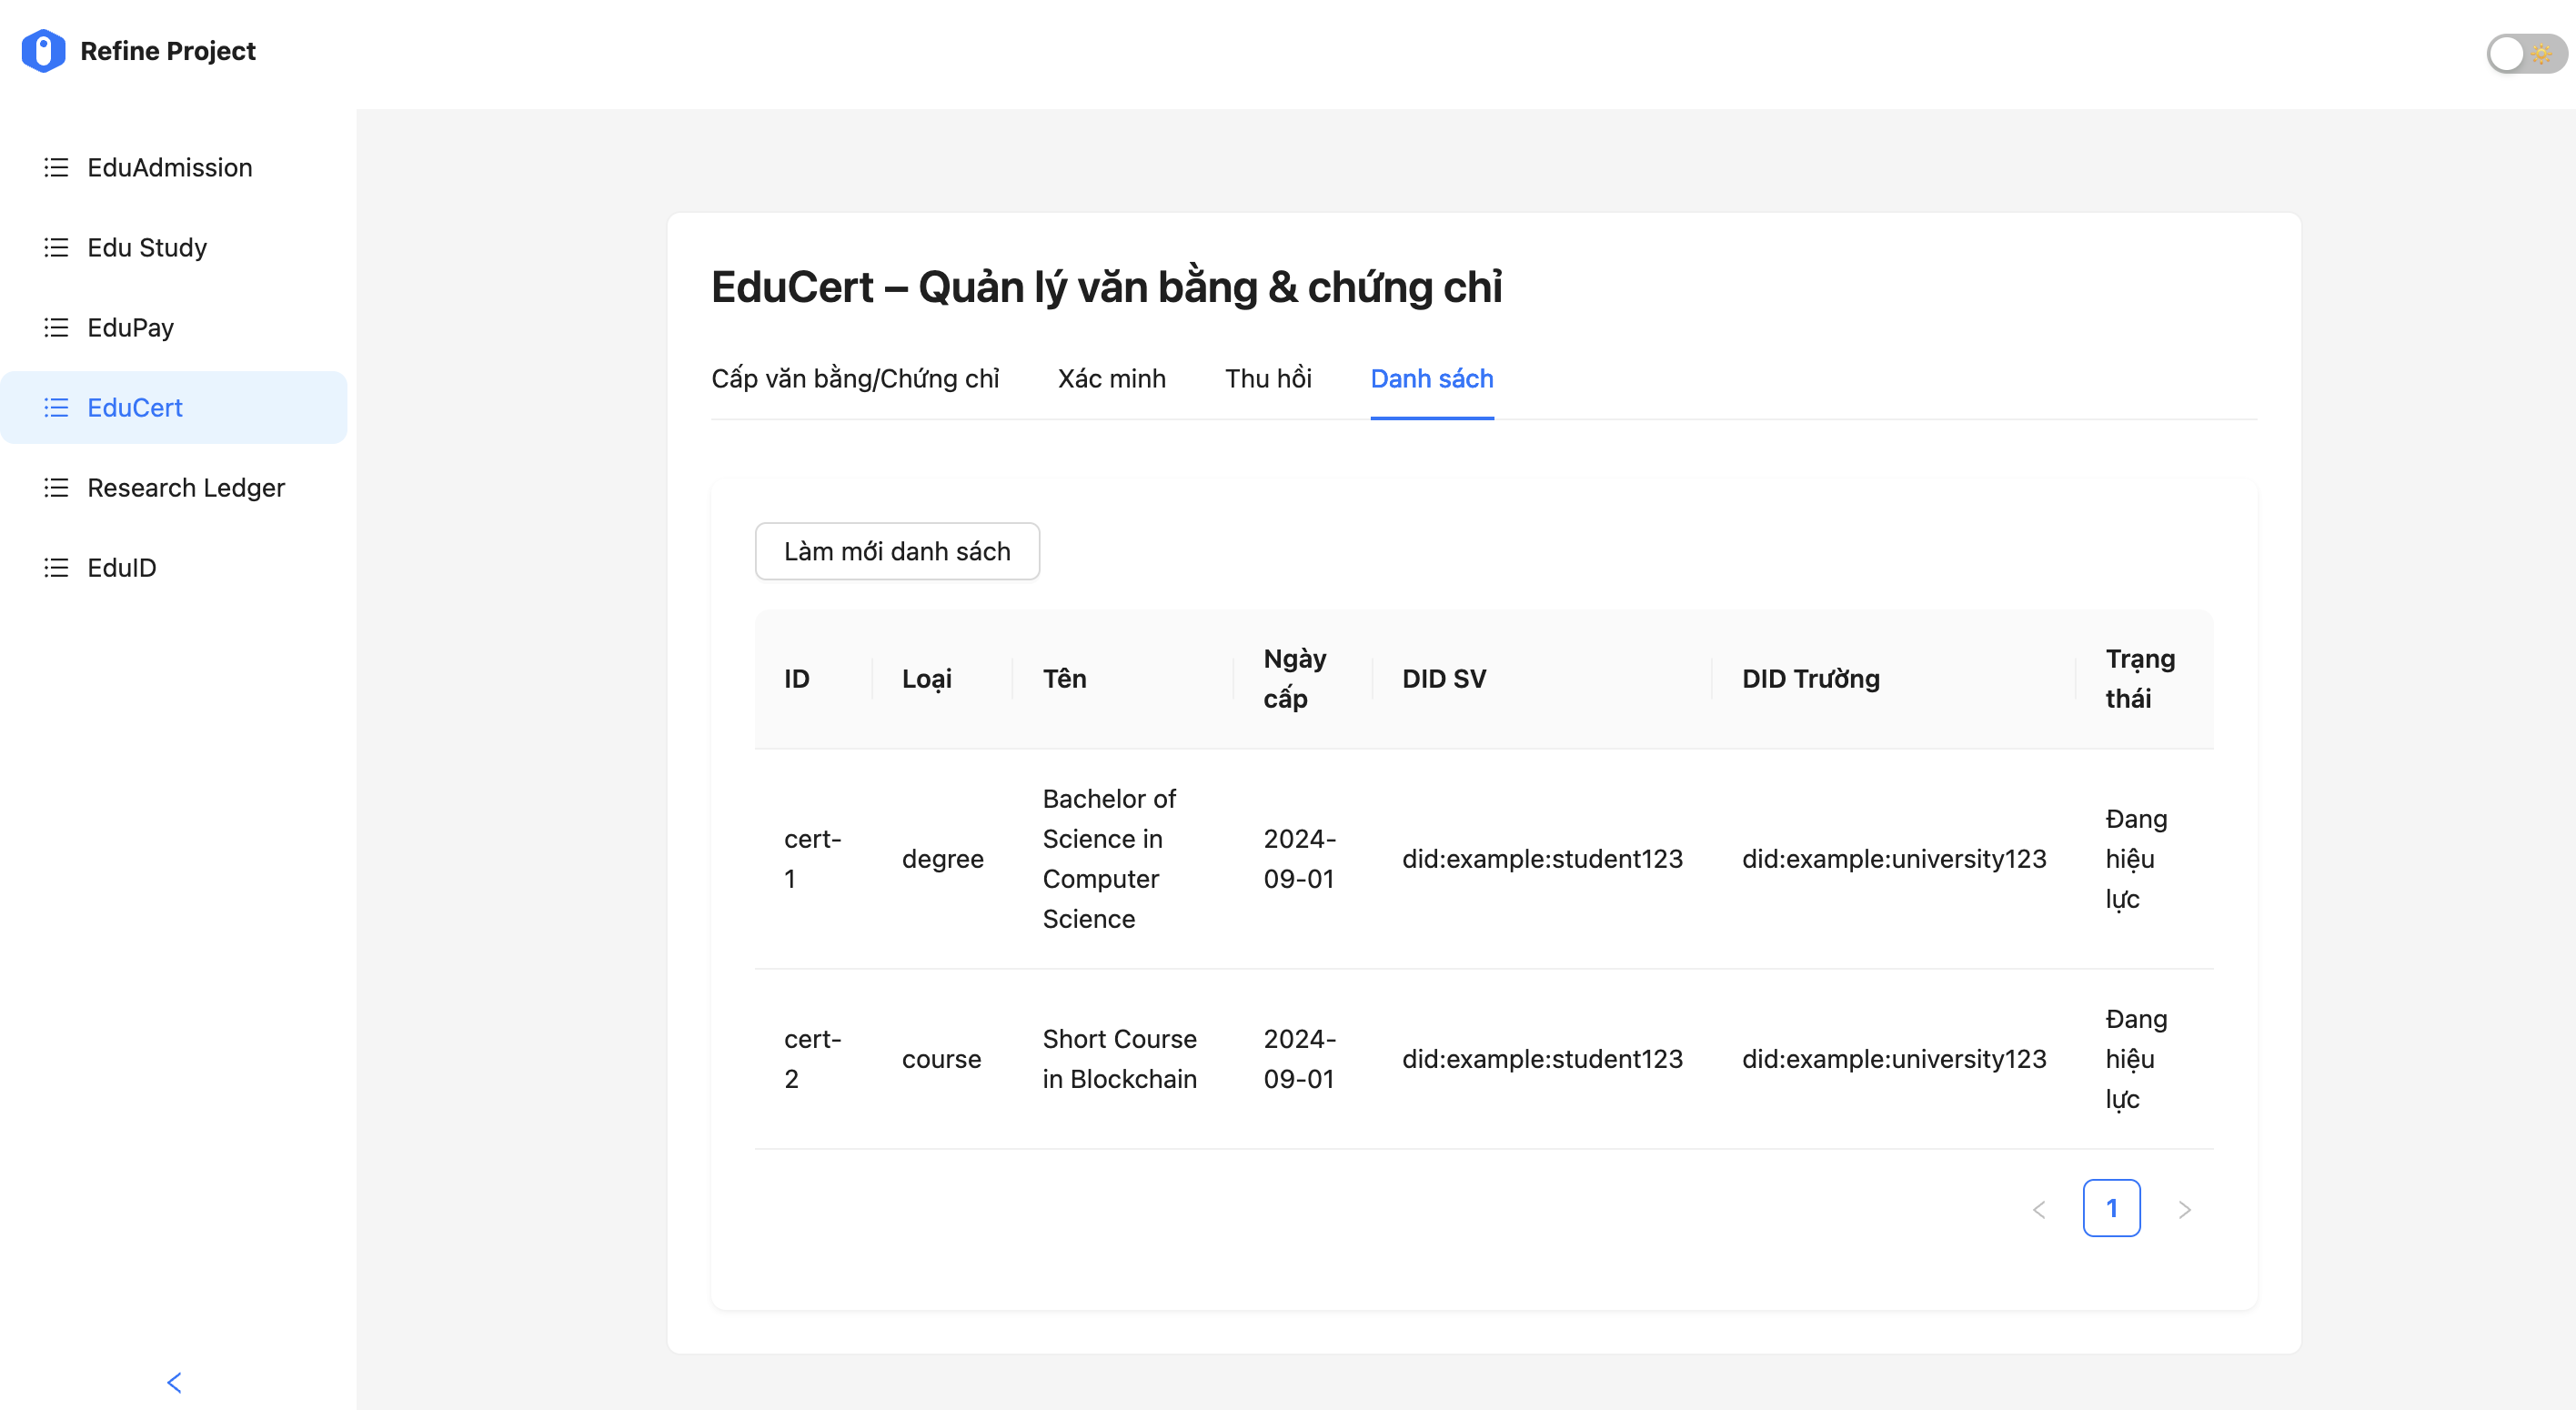 Refine Project
EduAdmission
Edu Study
EduPay
EduCert
Research Ledger
EduID
EduCert – Quản lý văn bằng & chứng chỉ
Cấp văn bằng/Chứng chỉ Xác minh Thu hồi Danh sách
Làm mới danh sách
ID Loại Tên Ngày cấp DID SV DID Trường Trạng thái
cert-1 degree Bachelor of Science in Computer Science 2024-09-01 did:example:student123 did:example:university123 Đang hiệu lực
cert-2 course Short Course in Blockchain 2024-09-01 did:example:student123 did:example:university123 Đang hiệu lực
1